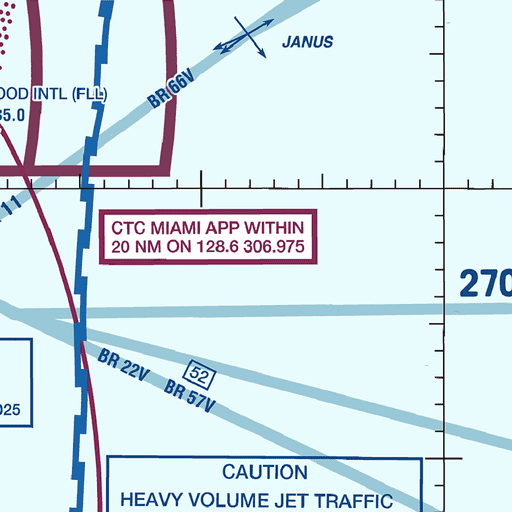 JANUS
BR 66V
OOD INTL (FLL)
35.0
11
CTC MIAMI APP WITHIN
20 NM ON 128.6 306.975
270
52
BR 22V
BR 57V
025
CAUTION
HEAVY VOLUME JET TRAFFIC